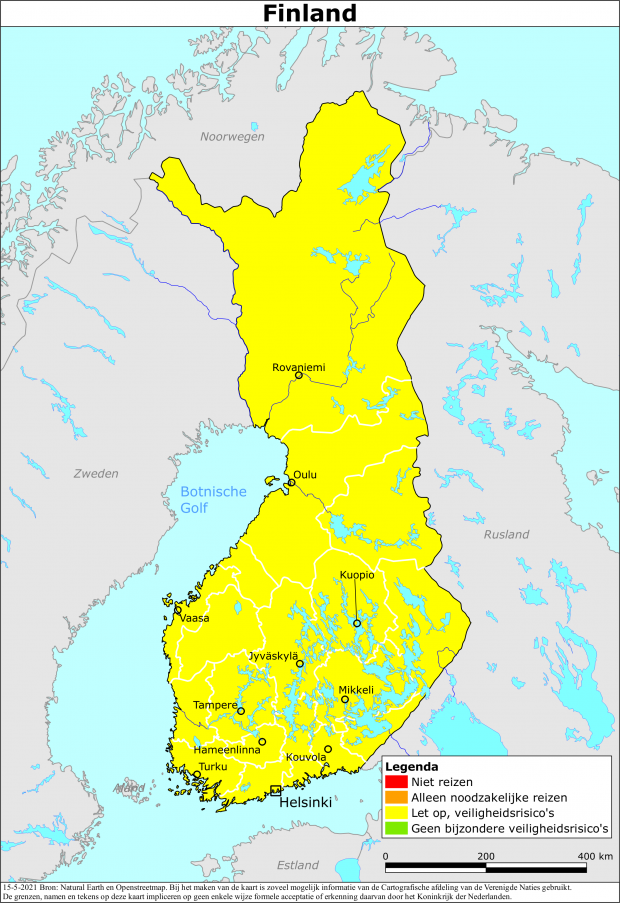 Finland
Noorwegen
Rovaniemi
Zweden
Oulu
Botnische
Golf
Rusland
Kuopio
Vaasa
Jyväskylä
Mikkeli
Tampere
Hameenlinna
Kouvola
Turku
Åland
Helsinki
Estland
Legenda
Niet reizen
Alleen noodzakelijke reizen
Let op, veiligheidsrisico's
Geen bijzondere veiligheidsrisico's
0 200 400 km
15-5-2021 Bron: Natural Earth en Openstreetmap. Bij het maken van de kaart is zoveel mogelijk informatie van de Cartografische afdeling van de Verenigde Naties gebruikt.
De grenzen, namen en tekens op deze kaart impliceren op geen enkele wijze formele acceptatie of erkenning daarvan door het Koninkrijk der Nederlanden.